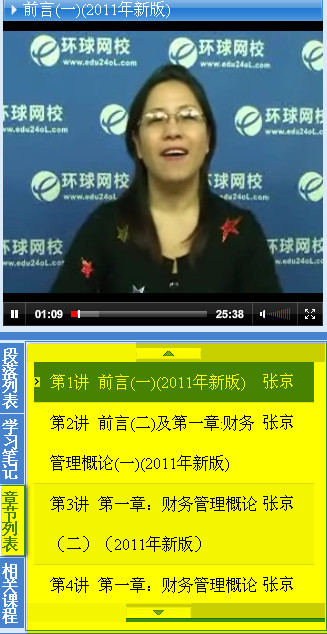 前言(一)(2011年新版)
环球网校
www.edu24oL.com
环球网校
www.edu24oL.com
环球网校
环球网校
www.edu24oL.com
环球网校
www.edu24oL.com
环球网校
环球网校
www.edu24oL.com
01:09
25:38
段落列表
学习笔记
章节列表
相关课程
第1讲 前言(一)(2011年新版) 张京
第2讲 前言(二)及第一章:财务 张京
管理概论(一)(2011年新版)
第3讲 第一章：财务管理概论 张京
（二）（2011年新版）
第4讲 第一章：财务管理概论 张京